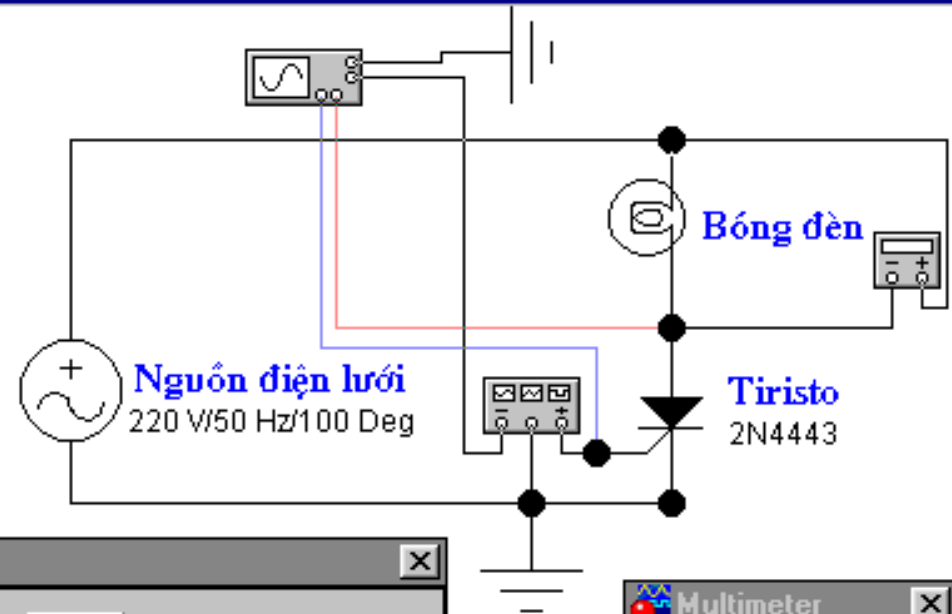 Bóng đèn
Nguồn điện lưới
220 V/50 Hz/100 Deg
Tiristo
2N4443
Multimeter